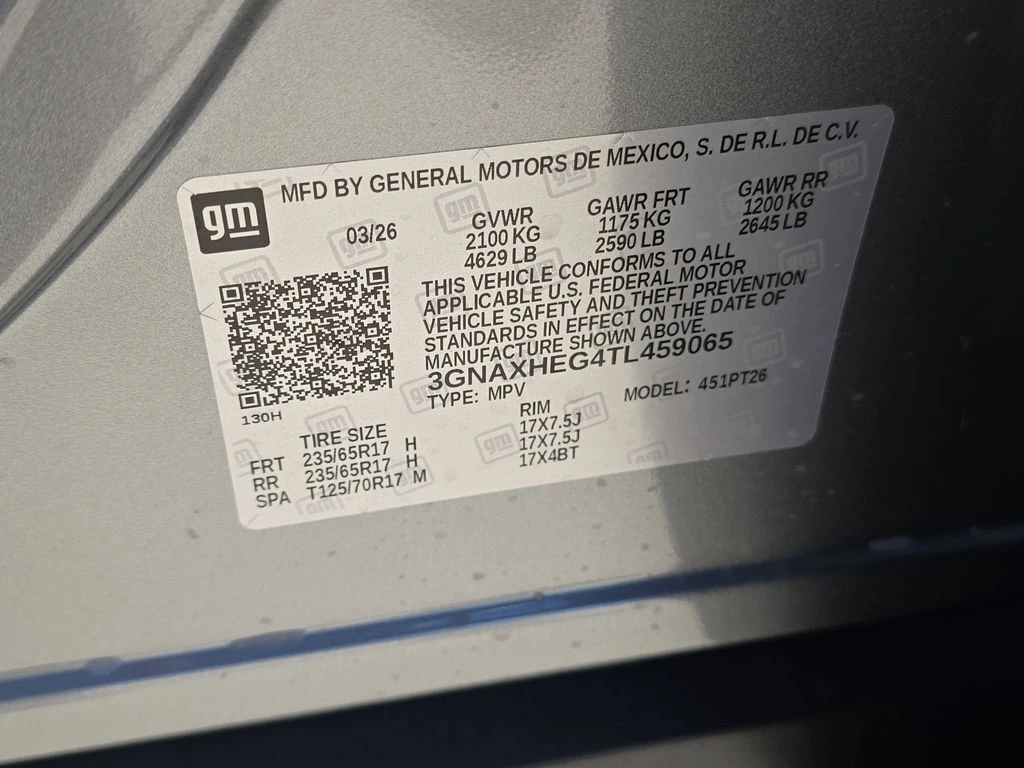 gm
MFD BY GENERAL MOTORS DE MEXICO, S. DE R.L. DE C.V.
03/26
GVWR
2100 KG
4629 LB
GAWR FRT
1175 KG
2590 LB
GAWR RR
1200 KG
2645 LB
THIS VEHICLE CONFORMS TO ALL
APPLICABLE U.S. FEDERAL MOTOR
VEHICLE SAFETY AND THEFT PREVENTION
STANDARDS IN EFFECT ON THE DATE OF
MANUFACTURE SHOWN ABOVE.
3GNAXHEG4TL459065
TYPE: MPV MODEL: 451PT26
130H
TIRE SIZE RIM
FRT 235/65R17 H 17X7.5J
RR 235/65R17 H 17X7.5J
SPA T125/70R17 M 17X4BT